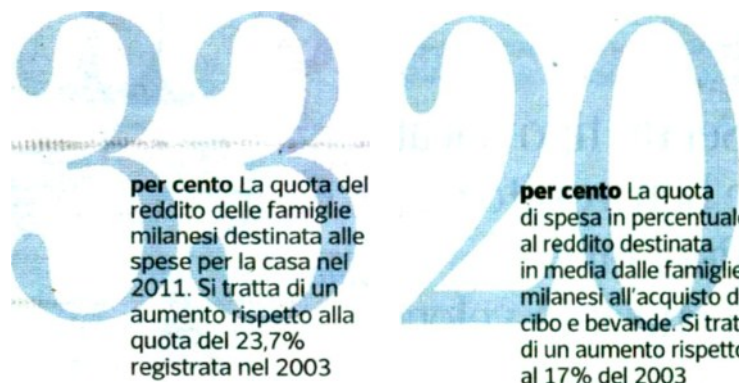 33
per cento La quota del
reddito delle famiglie
milanesi destinata alle
spese per la casa nel
2011. Si tratta di un
aumento rispetto alla
quota del 23,7%
registrata nel 2003
20
per cento La quota
di spesa in percentuale
al reddito destinata
in media dalle famiglie
milanesi all'acquisto d
cibo e bevande. Si trat
di un aumento rispetto
al 17% del 2003